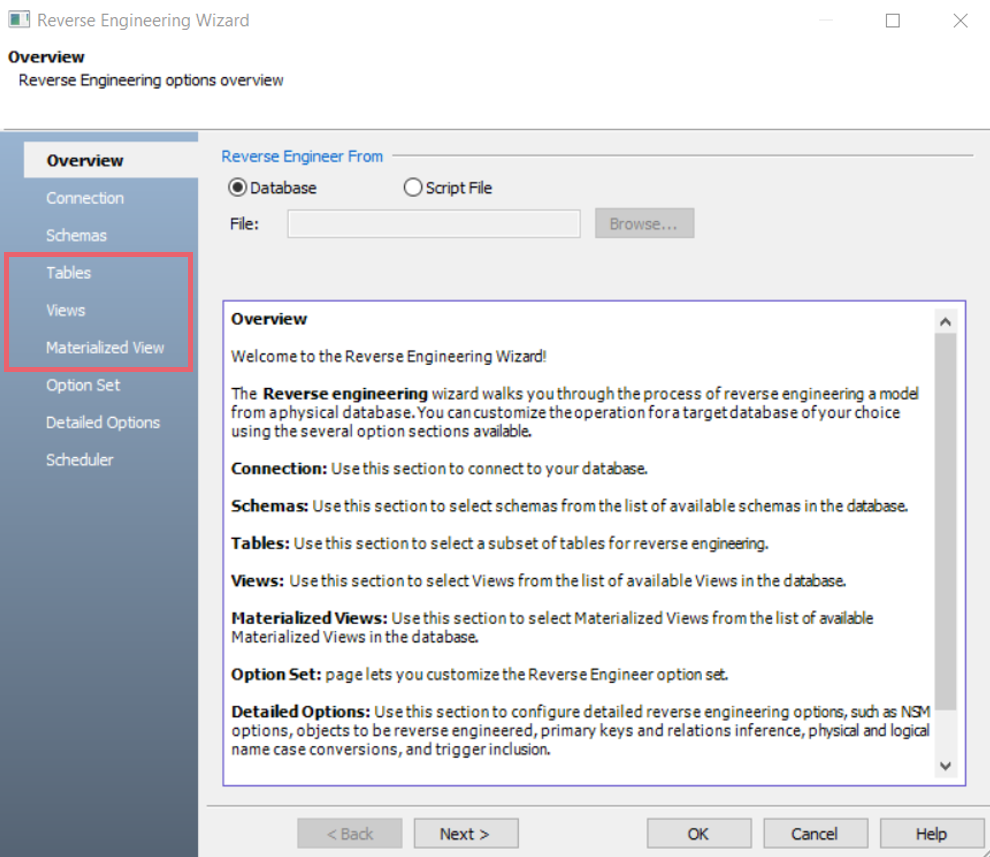 Reverse Engineering Wizard
Overview
Reverse Engineering options overview
Overview
Connection
Schemas
Tables
Views
Materialized View
Option Set
Detailed Options
Scheduler
Reverse Engineer From
Database
Script File
File:
Browse...
Overview
Welcome to the Reverse Engineering Wizard!
The Reverse engineering wizard walks you through the process of reverse engineering a model
from a physical database. You can customize the operation for a target database of your choice
using the several option sections available.
Connection: Use this section to connect to your database.
Schemas: Use this section to select schemas from the list of available schemas in the database.
Tables: Use this section to select a subset of tables for reverse engineering.
Views: Use this section to select Views from the list of available Views in the database.
Materialized Views: Use this section to select Materialized Views from the list of available
Materialized Views in the database.
Option Set: page lets you customize the Reverse Engineer option set.
Detailed Options: Use this section to configure detailed reverse engineering options, such as NSM
options, objects to be reverse engineered, primary keys and relations inference, physical and logical
name case conversions, and trigger inclusion.
< Back
Next >
OK
Cancel
Help